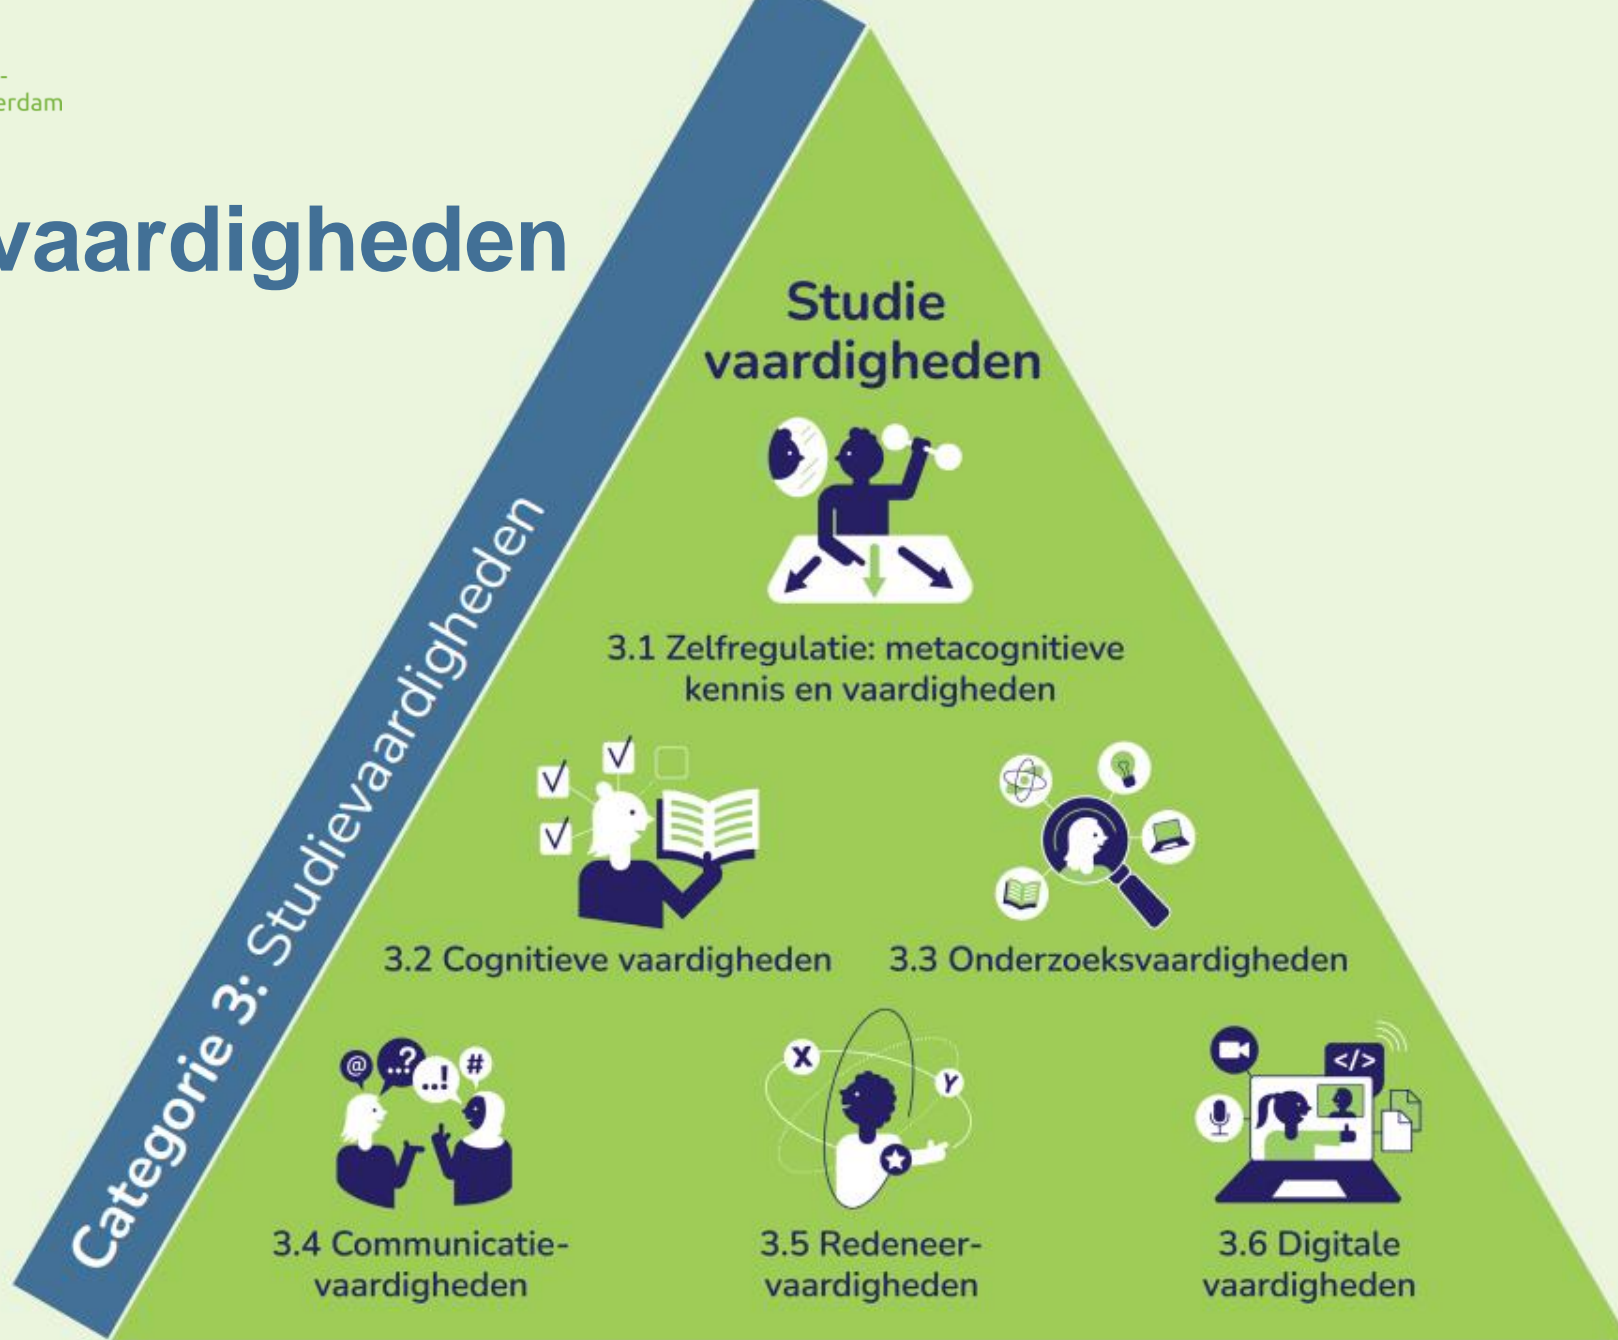 -
erdam
vaardigheden
Studie
vaardigheden
3.1 Zelfregulatie: metacognitieve
kennis en vaardigheden
Categorie 3: Studievaardigheden
3.2 Cognitieve vaardigheden
3.3 Onderzoeksvaardigheden
@
..?
..!
#
X
Y
</>
3.4 Communicatie-
vaardigheden
3.5 Redeneer-
vaardigheden
3.6 Digitale
vaardigheden